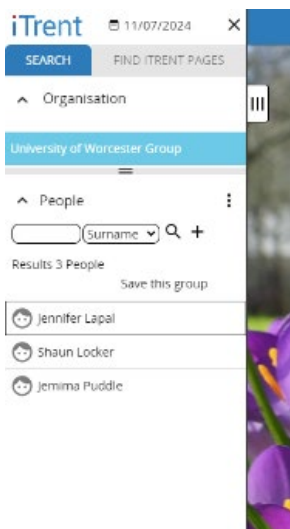 iTrent 11/07/2024
SEARCH FIND ITRENT PAGES
Organisation
University of Worcester Group
People
Surname
Results 3 People
Save this group
Jennifer Lapal
Shaun Locker
Jemima Puddle